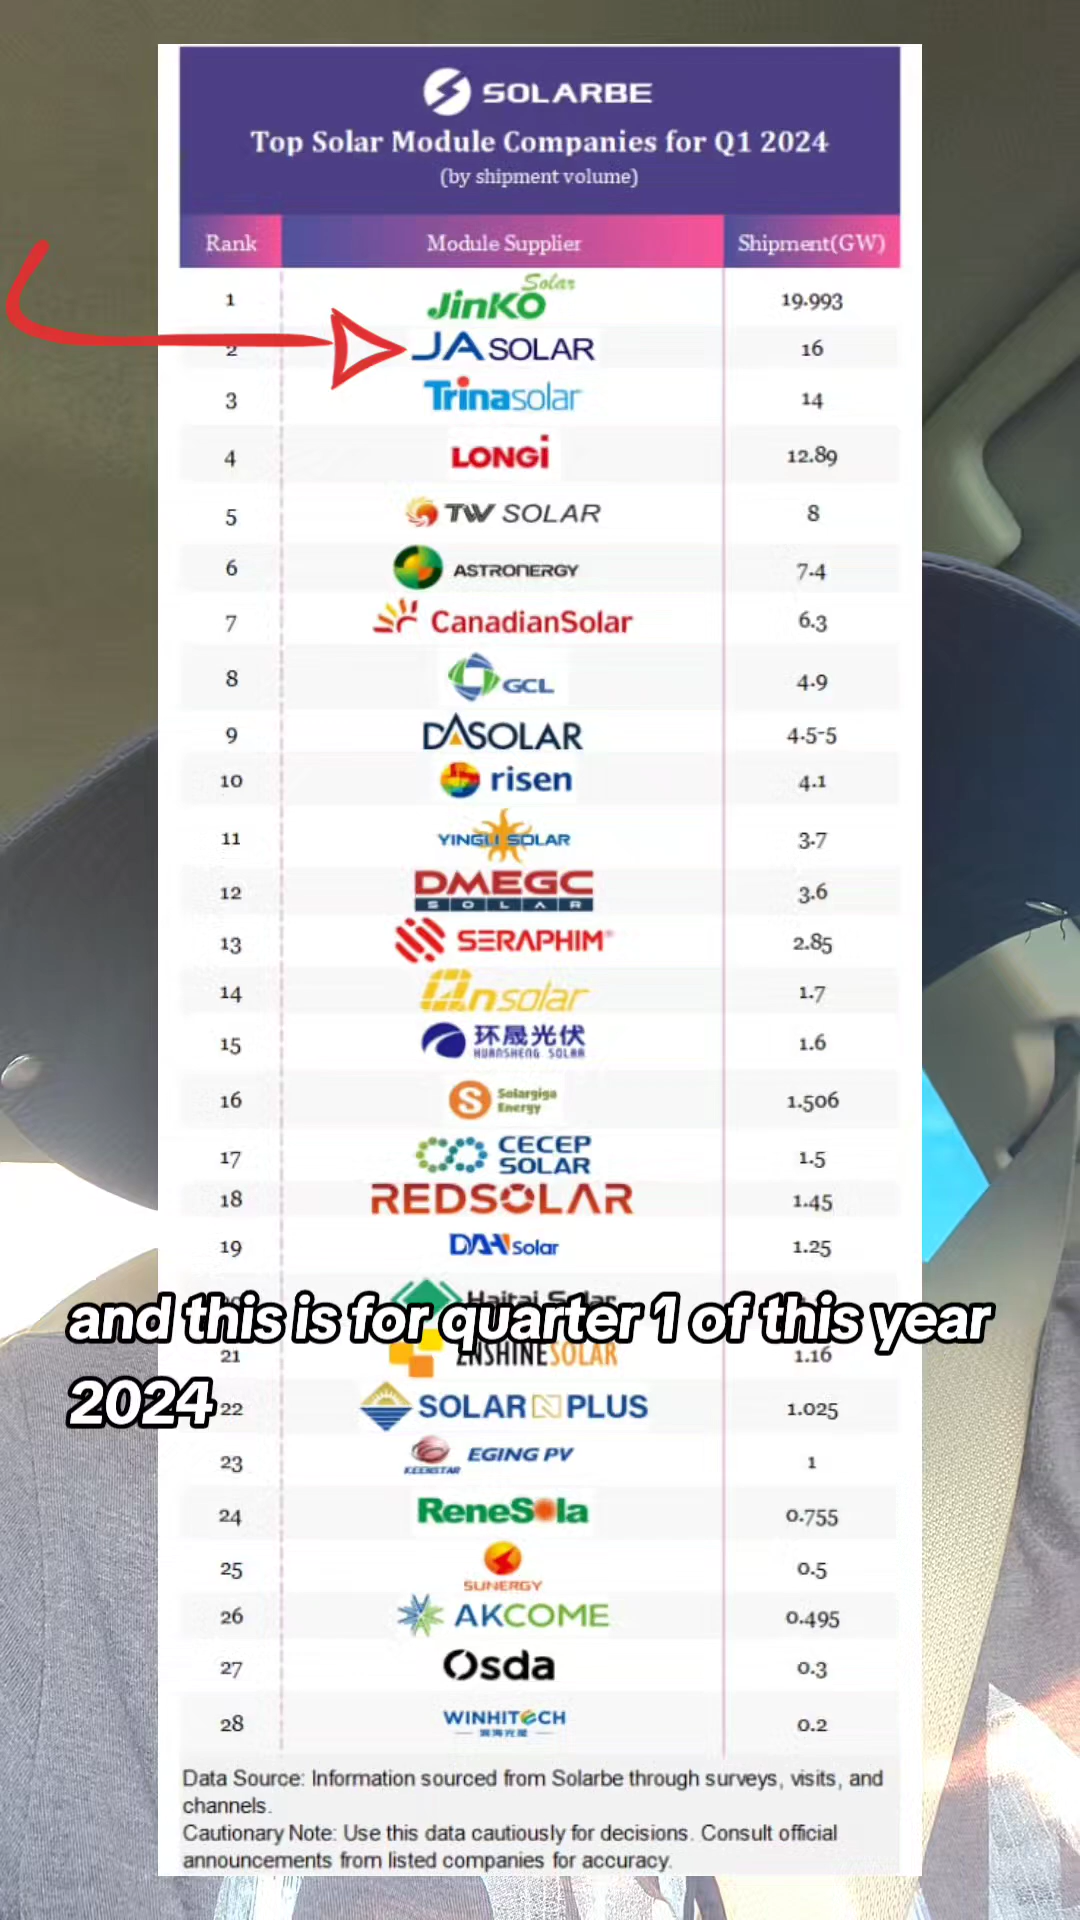 SOLARBE
Top Solar Module Companies for Q1 2024
(by shipment volume)
Rank Module Supplier Shipment(GW)
1 JinKO Solar 19.993
2 JA SOLAR 16
3 Trinasolar 14
4 LONGi 12.89
5 TW SOLAR 8
6 ASTRONERGY 7.4
7 CanadianSolar 6.3
8 GCL 4.9
9 DASOLAR 4.5-5
10 risen 4.1
11 YINGLI SOLAR 3.7
12 DMEGC SOLAR 3.6
13 SERAPHIM® 2.85
14 Qnsolar 1.7
15 环晟光伏 HUANSHENG SOLAR 1.6
16 Solargiga Energy 1.506
17 CECEP SOLAR 1.5
18 REDSOLAR 1.45
19 DAH Solar 1.25
Haitai Solar
and this is for quarter 1 of this year
2024
21 ZNSHINESOLAR 1.16
22 SOLAR N PLUS 1.025
23 KEENSTAR EGING PV 1
24 ReneSola 0.755
25 SUNERGY 0.5
26 AKCOME 0.495
27 Osda 0.3
28 WINHITECH 0.2
Data Source: Information sourced from Solarbe through surveys, visits, and
channels.
Cautionary Note: Use this data cautiously for decisions. Consult official
announcements from listed companies for accuracy.